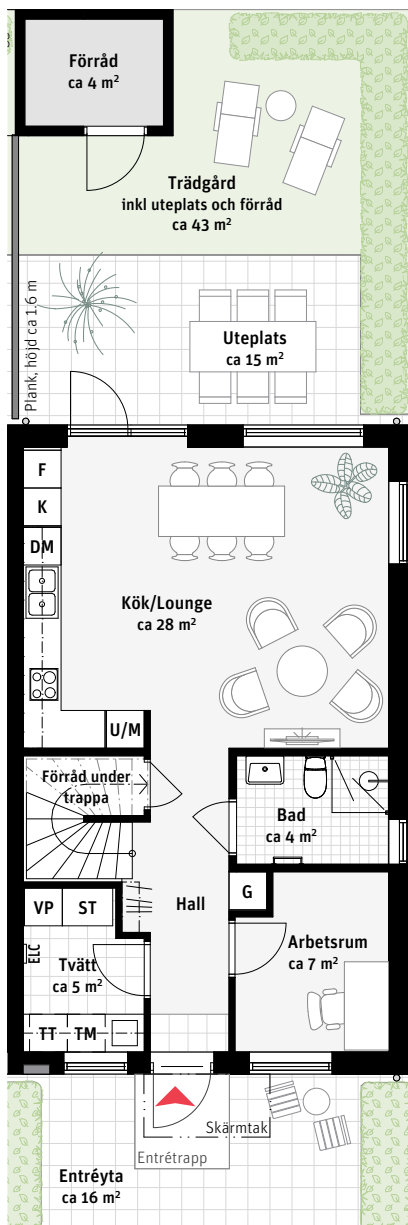 Förråd
ca 4 m²
Trädgård
inkl uteplats och förråd
ca 43 m²
Plank, höjd ca 1,6 m
Uteplats
ca 15 m²
F
K
DM
Kök/Lounge
ca 28 m²
U/M
Förråd under
trappa
Bad
ca 4 m²
Hall
G
VP
ST
ELC
Tvätt
ca 5 m²
Arbetsrum
ca 7 m²
TT
TM
Skärmtak
Entrétrapp
Entréyta
ca 16 m²